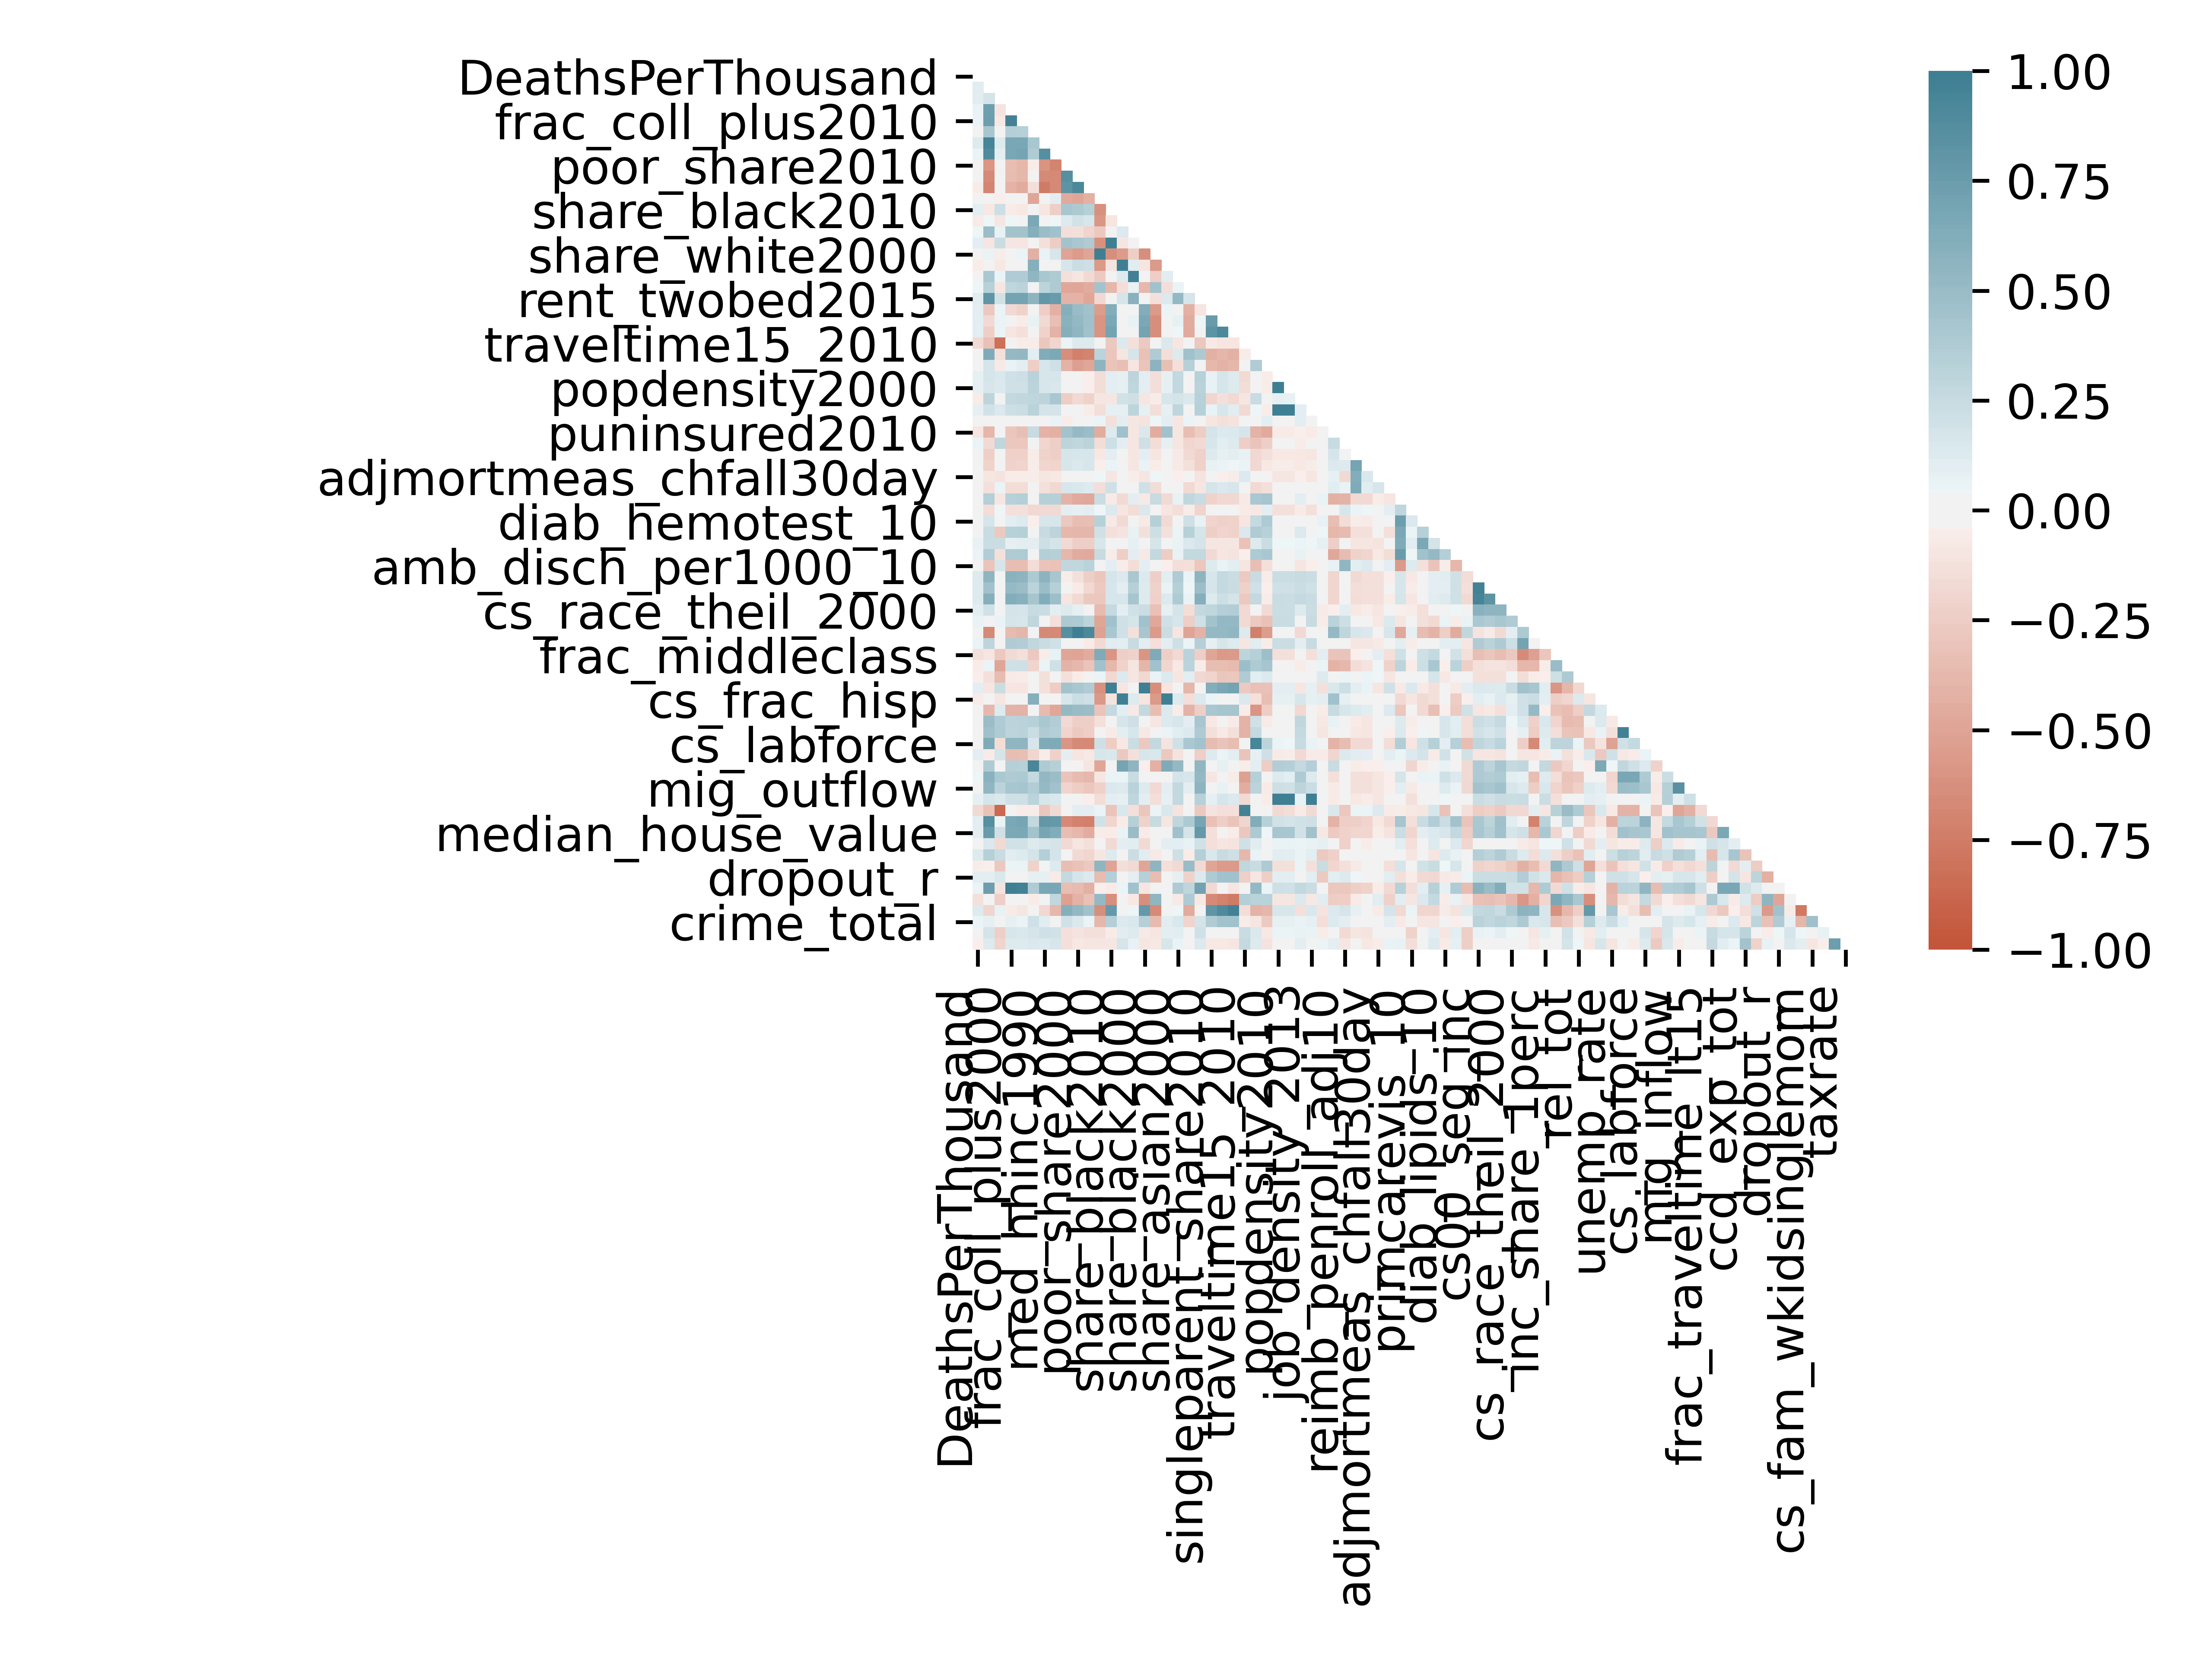 DeathsPerThousand
frac_coll_plus2010
poor_share2010
share_black2010
share_white2000
rent_twobed2015
traveltime15_2010
popdensity2000
puninsured2010
adjmortmeas_chfall30day
diab_hemotest_10
amb_disch_per1000_10
cs_race_theil_2000
frac_middleclass
cs_frac_hisp
cs_labforce
mig_outflow
median_house_value
dropout_r
crime_total
DeathsPerThousand
frac_coll_plus2000
med_hhinc1990
poor_share2000
share_black2010
share_black2000
share_asian2000
singleparent_share2010
traveltime15_2010
popdensity2010
job_density_2013
reimb_penroll_adj10
adjmortmeas_chfall30day
primcarevis_10
diab_lipids_10
cs00_seg_inc
cs_race_theil_2000
inc_share_1perc
rel_tot
unemp_rate
cs_labforce
mig_inflow
frac_traveltime_lt15
ccd_exp_tot
dropout_r
cs_fam_wkidsinglemom
taxrate
1.00
0.75
0.50
0.25
0.00
−0.25
−0.50
−0.75
−1.00